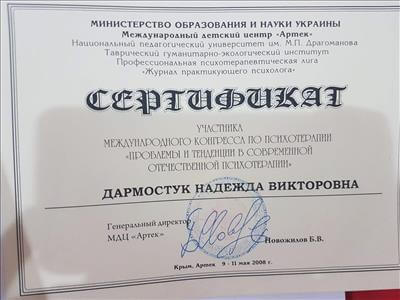 МИНИСТЕРСТВО ОБРАЗОВАНИЯ И НАУКИ УКРАИНЫ
Международный детский центр «Артек»
Национальный педагогический университет им. М.П. Драгоманова
Таврический гуманитарно-экологический институт
Профессиональная психотерапевтическая лига
«Журнал практикующего психолога»
СЕРТИФИКАТ
УЧАСТНИКА
МЕЖДУНАРОДНОГО КОНГРЕССА ПО ПСИХОТЕРАПИИ
«ПРОБЛЕМЫ И ТЕНДЕНЦИИ В СОВРЕМЕННОЙ
ОТЕЧЕСТВЕННОЙ ПСИХОТЕРАПИИ»
ДАРМОСТУК НАДЕЖДА ВИКТОРОВНА
Генеральный директор
МДЦ «Артек»
Новожилов Б.В.
Крым, Артек 9 - 11 мая 2008 г.